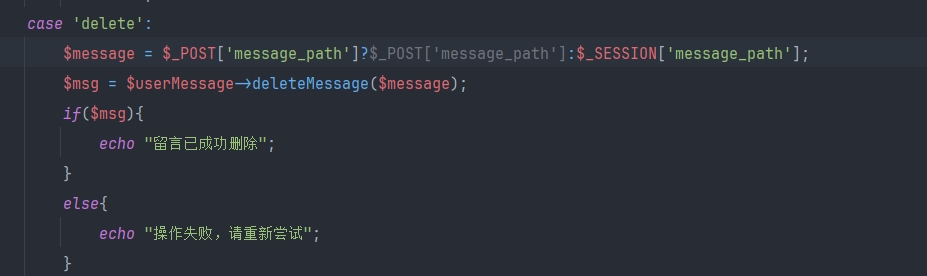 case 'delete':
$message = $_POST['message_path']?$_POST['message_path']:$_SESSION['message_path'];
$msg = $userMessage->deleteMessage($message);
if($msg){
echo "留言已成功删除";
}
else{
echo "操作失败，请重新尝试";
}